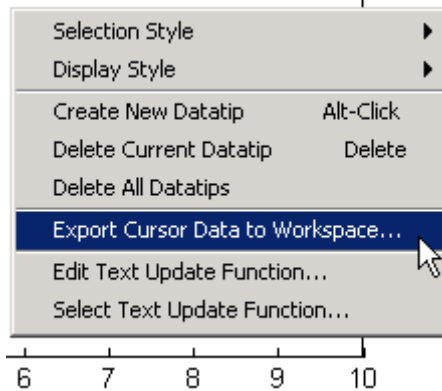 Selection Style
Display Style
Create New Datatip Alt-Click
Delete Current Datatip Delete
Delete All Datatips
Export Cursor Data to Workspace...
Edit Text Update Function...
Select Text Update Function...
6 7 8 9 10